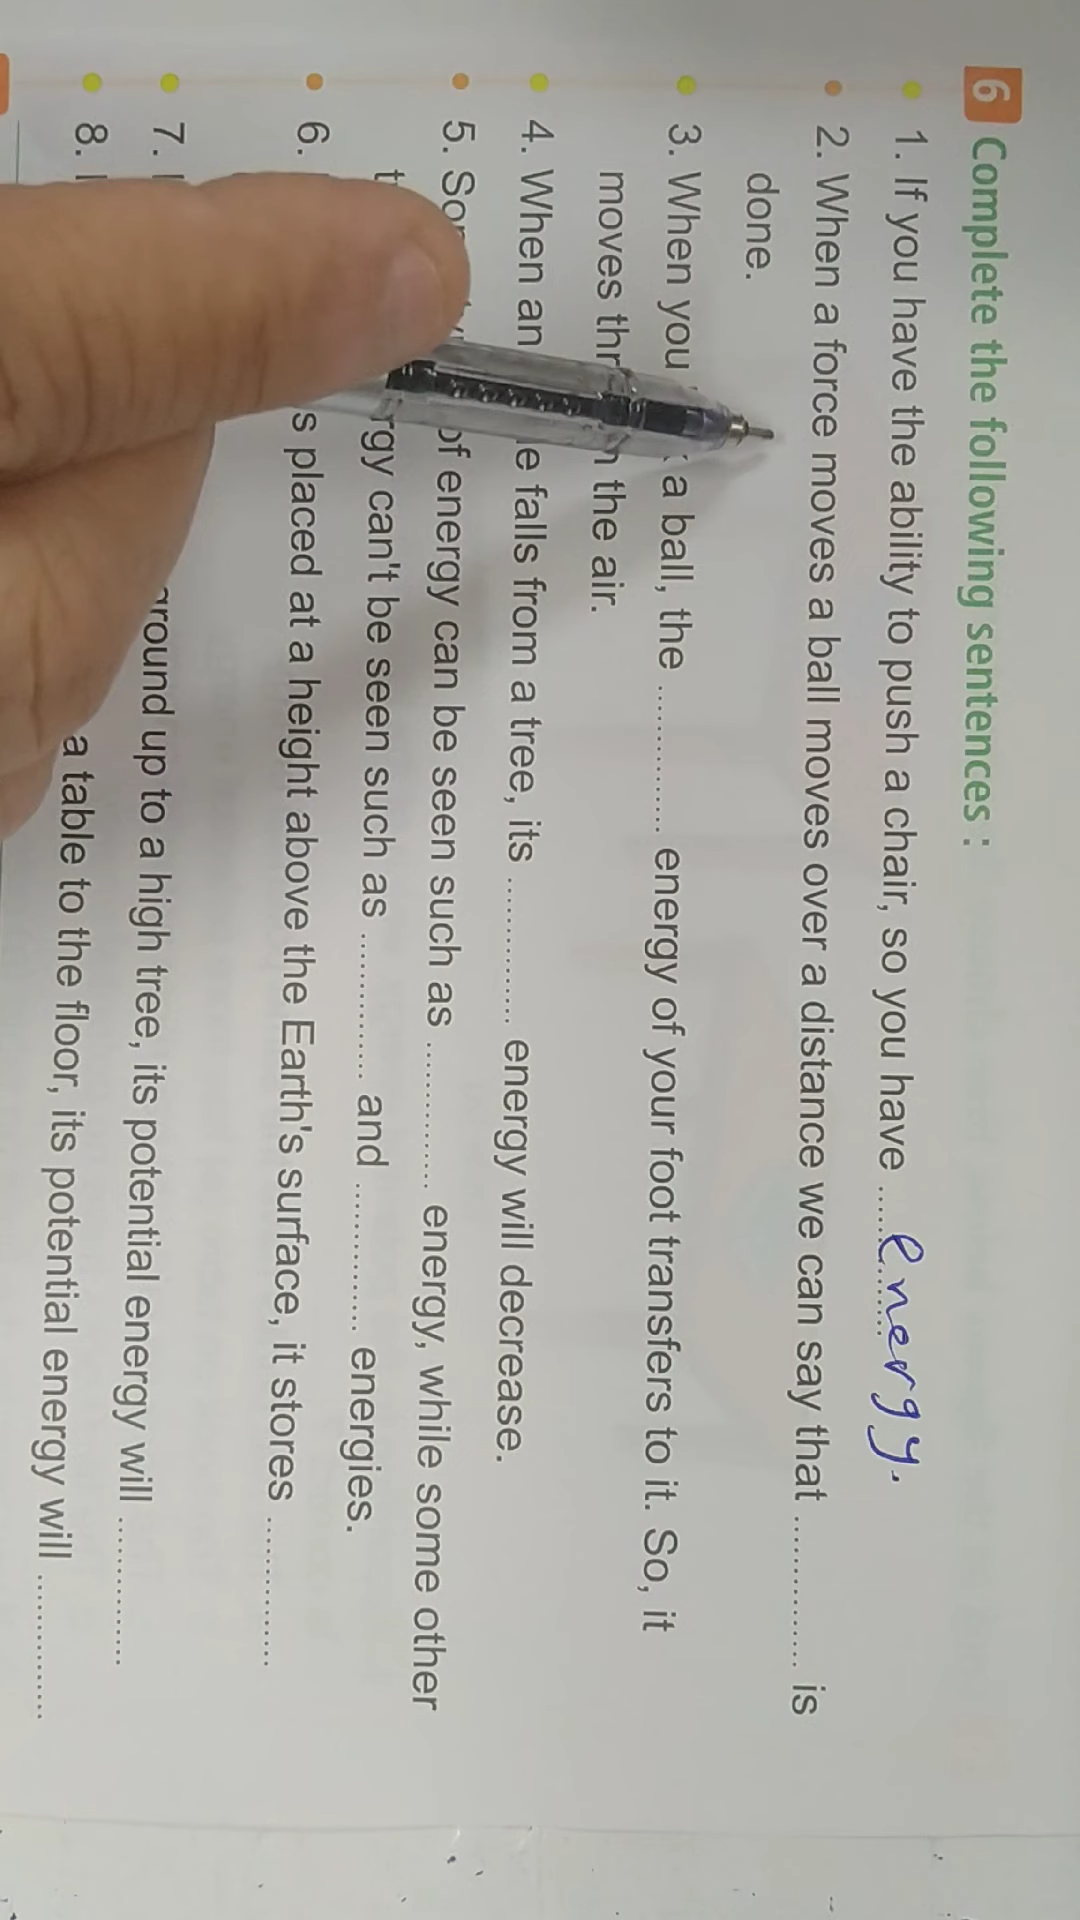 6 Complete the following sentences :
1. If you have the ability to push a chair, so you have ............ energy.
2. When a force moves a ball moves over a distance we can say that ............ is
done.
3. When you a ball, the ............ energy of your foot transfers to it. So, it
moves the air.
4. When an falls from a tree, its ............ energy will decrease.
5. of energy can be seen such as ............ energy, while some other
can't be seen such as ............ and ............ energies.
6. placed at a height above the Earth's surface, it stores ............
7. ground up to a high tree, its potential energy will ............
8. a table to the floor, its potential energy will ............